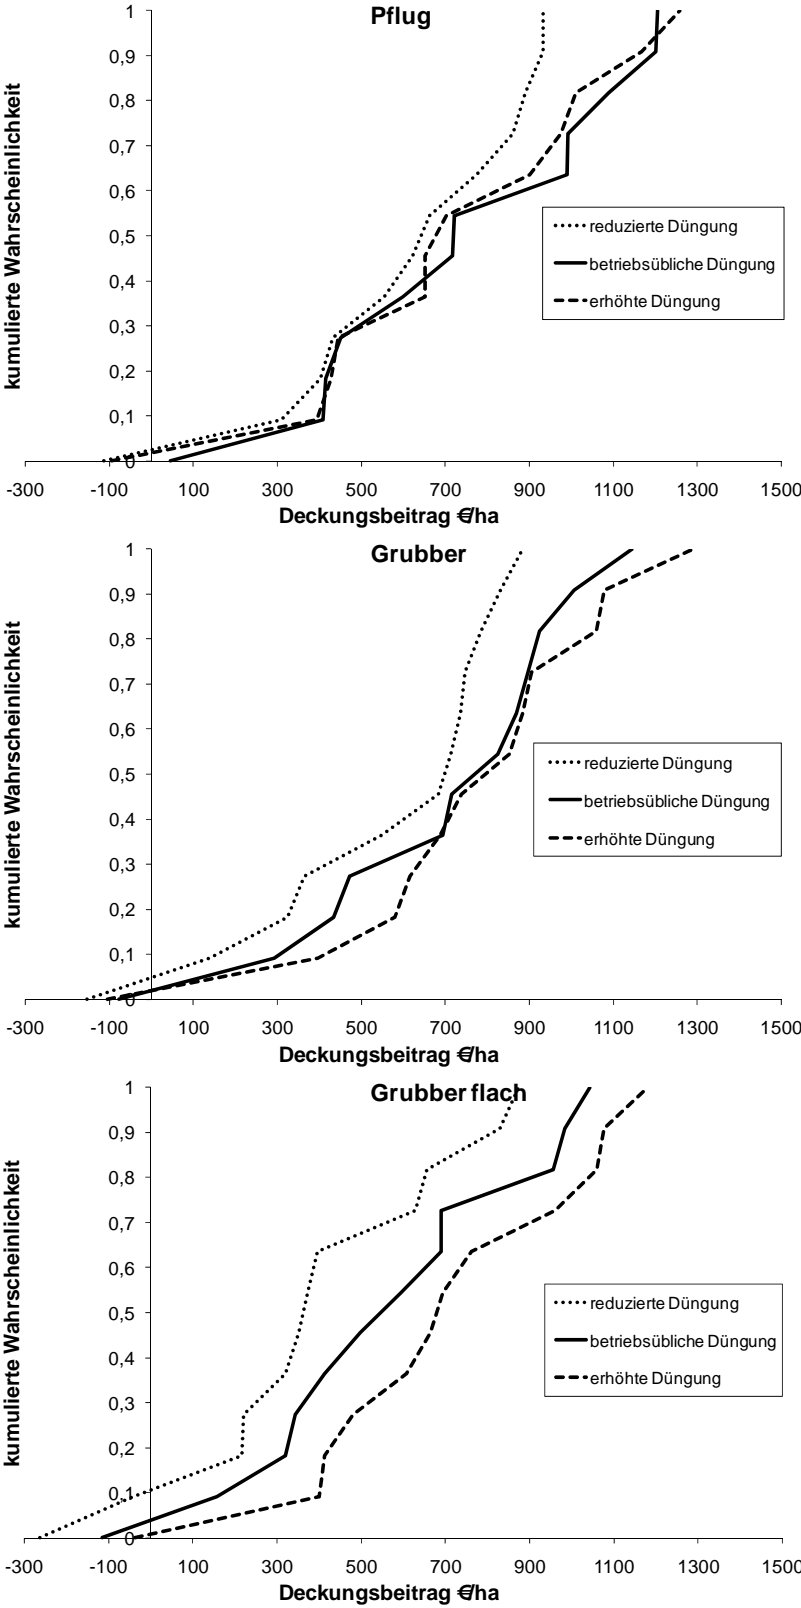 Pflug
kumulierte Wahrscheinlichkeit
1
0,9
0,8
0,7
0,6
0,5
0,4
0,3
0,2
0,1
0
reduzierte Düngung
betriebsübliche Düngung
erhöhte Düngung
-300 -100 100 300 500 700 900 1100 1300 1500
Deckungsbeitrag €/ha
Grubber
kumulierte Wahrscheinlichkeit
1
0,9
0,8
0,7
0,6
0,5
0,4
0,3
0,2
0,1
0
reduzierte Düngung
betriebsübliche Düngung
erhöhte Düngung
-300 -100 100 300 500 700 900 1100 1300 1500
Deckungsbeitrag €/ha
Grubber flach
kumulierte Wahrscheinlichkeit
1
0,9
0,8
0,7
0,6
0,5
0,4
0,3
0,2
0,1
0
reduzierte Düngung
betriebsübliche Düngung
erhöhte Düngung
-300 -100 100 300 500 700 900 1100 1300 1500
Deckungsbeitrag €/ha